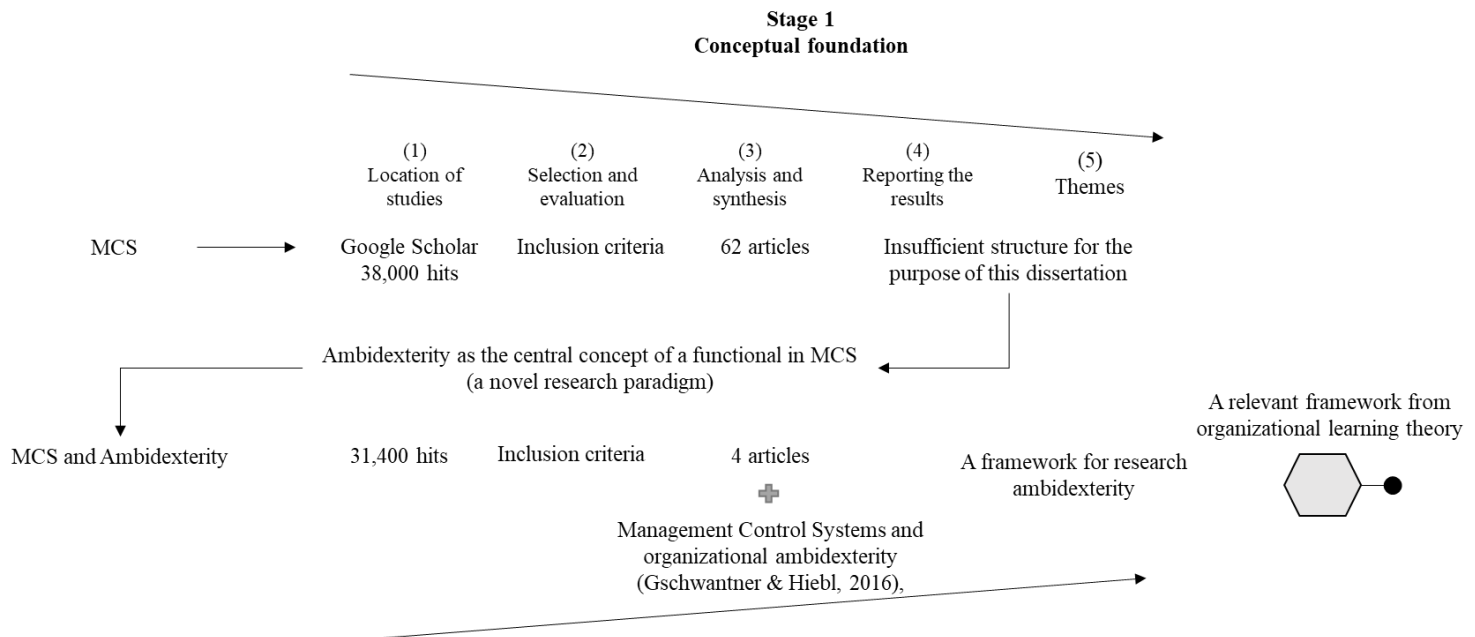 Stage 1
Conceptual foundation
(1)
Location of
studies
(2)
Selection and
evaluation
(3)
Analysis and
synthesis
(4)
Reporting the
results
(5)
Themes
MCS
Google Scholar
38,000 hits
Inclusion criteria
62 articles
Insufficient structure for the
purpose of this dissertation
Ambidexterity as the central concept of a functional in MCS
(a novel research paradigm)
MCS and Ambidexterity
31,400 hits
Inclusion criteria
4 articles
Management Control Systems and
organizational ambidexterity
(Gschwantner & Hiebl, 2016),
A framework for research
ambidexterity
A relevant framework from
organizational learning theory